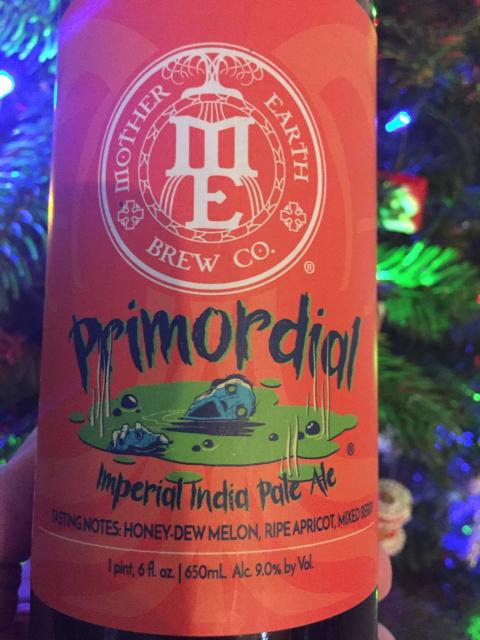 MOTHER EARTH
ME
BREW CO.
®
Primordial
®
Imperial India Pale Ale
TASTING NOTES: HONEY-DEW MELON, RIPE APRICOT, MIXED BERRY
1 pint, 6 fl. oz. | 650mL Alc. 9.0% by Vol.